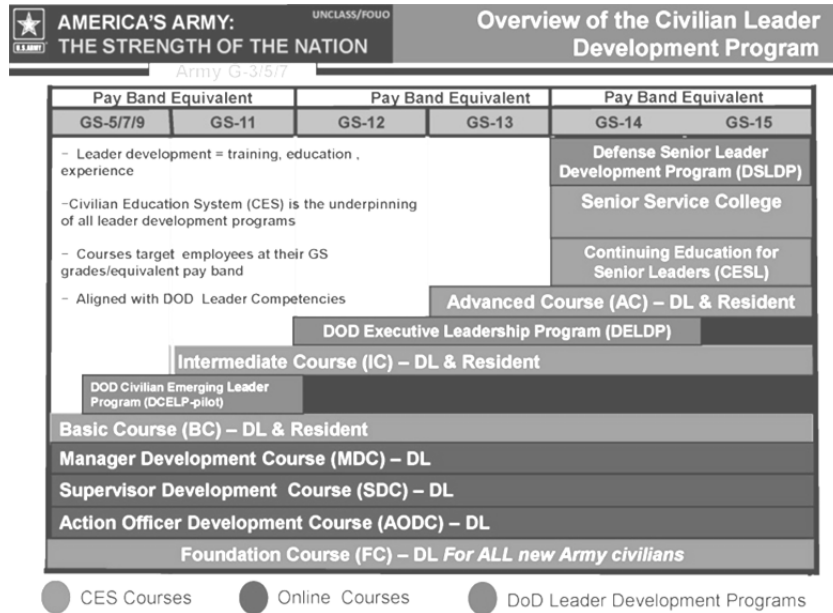 UNCLASS/FOUO
AMERICA'S ARMY:
THE STRENGTH OF THE NATION
U.S.ARMY
Overview of the Civilian Leader
Development Program
Army G-3/5/7
Pay Band Equivalent Pay Band Equivalent Pay Band Equivalent
GS-5/7/9 GS-11 GS-12 GS-13 GS-14 GS-15
– Leader development = training, education ,
experience
–Civilian Education System (CES) is the underpinning
of all leader development programs
– Courses target employees at their GS
grades/equivalent pay band
– Aligned with DOD Leader Competencies
Defense Senior Leader
Development Program (DSLDP)
Senior Service College
Continuing Education for
Senior Leaders (CESL)
Advanced Course (AC) – DL & Resident
DOD Executive Leadership Program (DELDP)
Intermediate Course (IC) – DL & Resident
DOD Civilian Emerging Leader
Program (DCELP-pilot)
Basic Course (BC) – DL & Resident
Manager Development Course (MDC) – DL
Supervisor Development Course (SDC) – DL
Action Officer Development Course (AODC) – DL
Foundation Course (FC) – DL For ALL new Army civilians
CES Courses Online Courses DoD Leader Development Programs